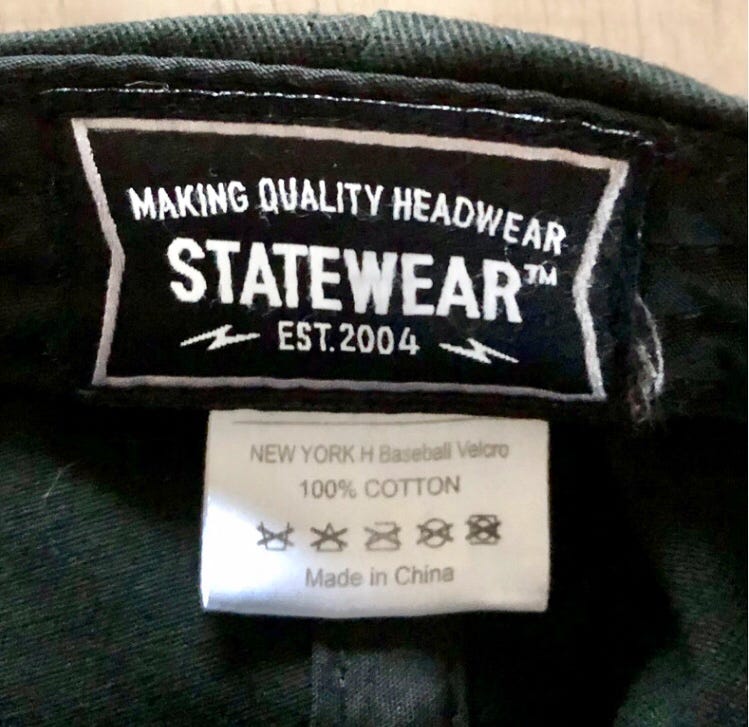 MAKING QUALITY HEADWEAR
STATEWEAR™
EST.2004
NEW YORK H Baseball Velcro
100% COTTON
Made in China